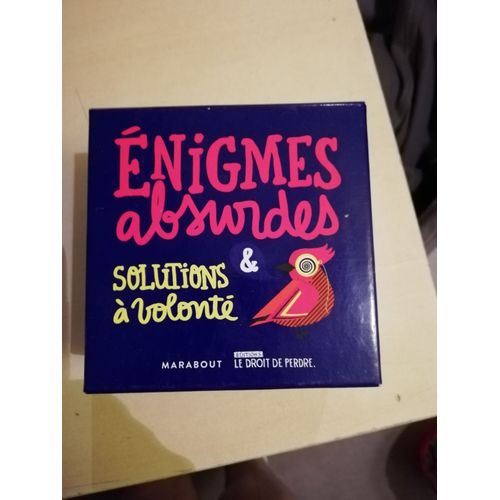 ÉNiGMES
absurdes
&
SOLUTiONS
à volonté
MARABOUT
ÉDITIONS
LE DROIT DE PERDRE.